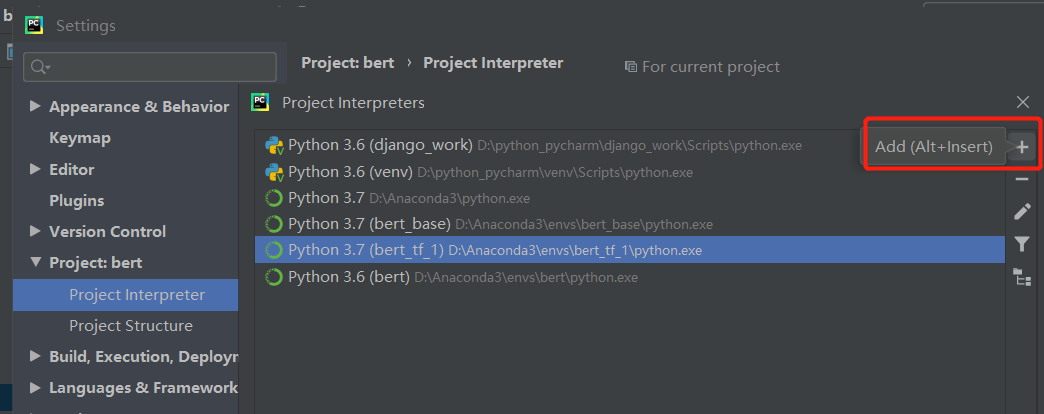 b
Settings
Project: bert › Project Interpreter
For current project
Project Interpreters
Appearance & Behavior
Keymap
Editor
Plugins
Version Control
Project: bert
Project Interpreter
Project Structure
Build, Execution, Deployr
Languages & Framework
Python 3.6 (django_work) D:\python_pycharm\django_work\Scripts\python.exe
Python 3.6 (venv) D:\python_pycharm\venv\Scripts\python.exe
Python 3.7 D:\Anaconda3\python.exe
Python 3.7 (bert_base) D:\Anaconda3\envs\bert_base\python.exe
Python 3.7 (bert_tf_1) D:\Anaconda3\envs\bert_tf_1\python.exe
Python 3.6 (bert) D:\Anaconda3\envs\bert\python.exe
Add (Alt+Insert)